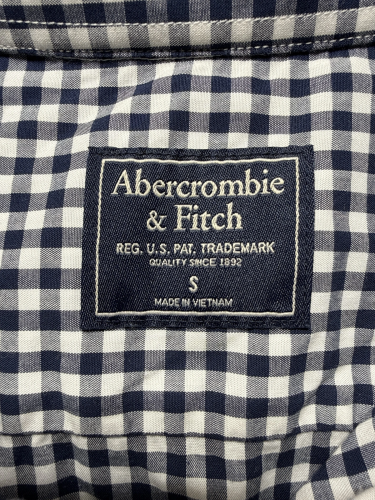 Abercrombie
& Fitch
REG. U.S. PAT. TRADEMARK
QUALITY SINCE 1892
S
MADE IN VIETNAM